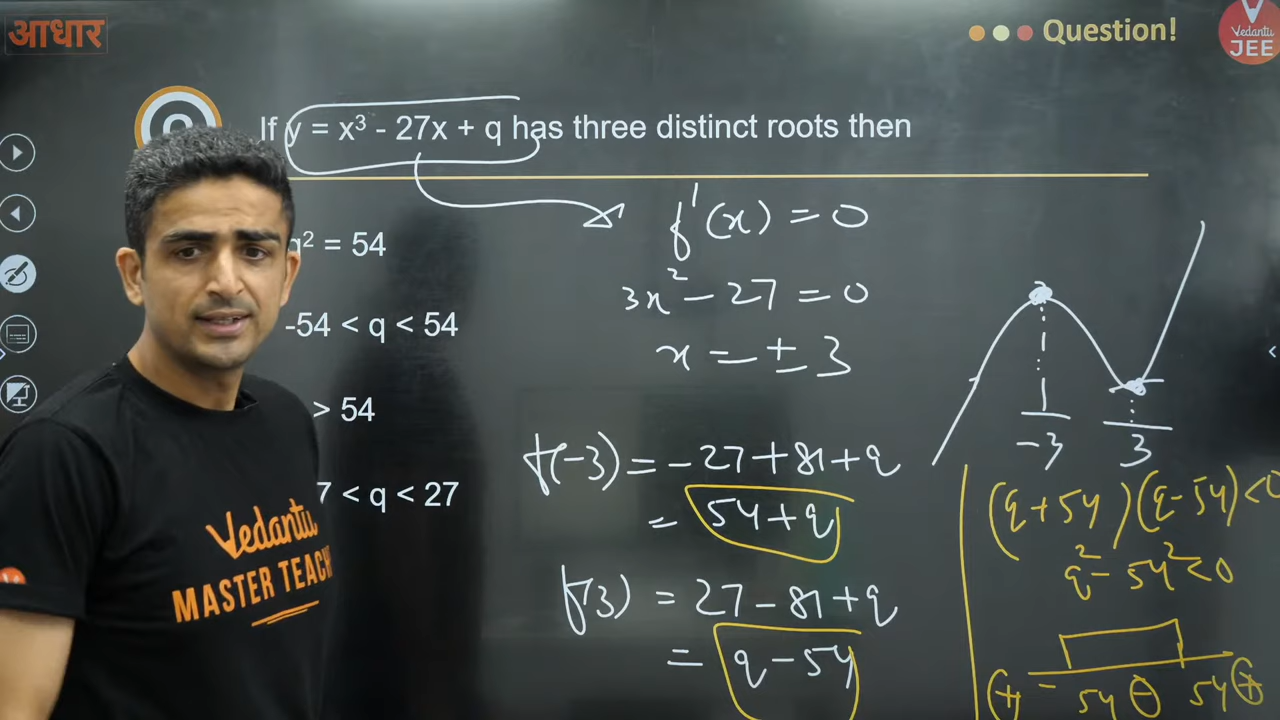 आधार
Question!
Vedantu
JEE
If y = x³ - 27x + q has three distinct roots then
q² = 54
-54 < q < 54
> 54
7 < q < 27
f'(x) = 0
3x² - 27 = 0
x = ± 3
f(-3) = -27 + 81 + q
= 54 + q
f(3) = 27 - 81 + q
= q - 54
-3
3
(q + 54)(q - 54) < 0
q² - 54² < 0
+ - 54 - 54 +
Vedantu
MASTER TEACH